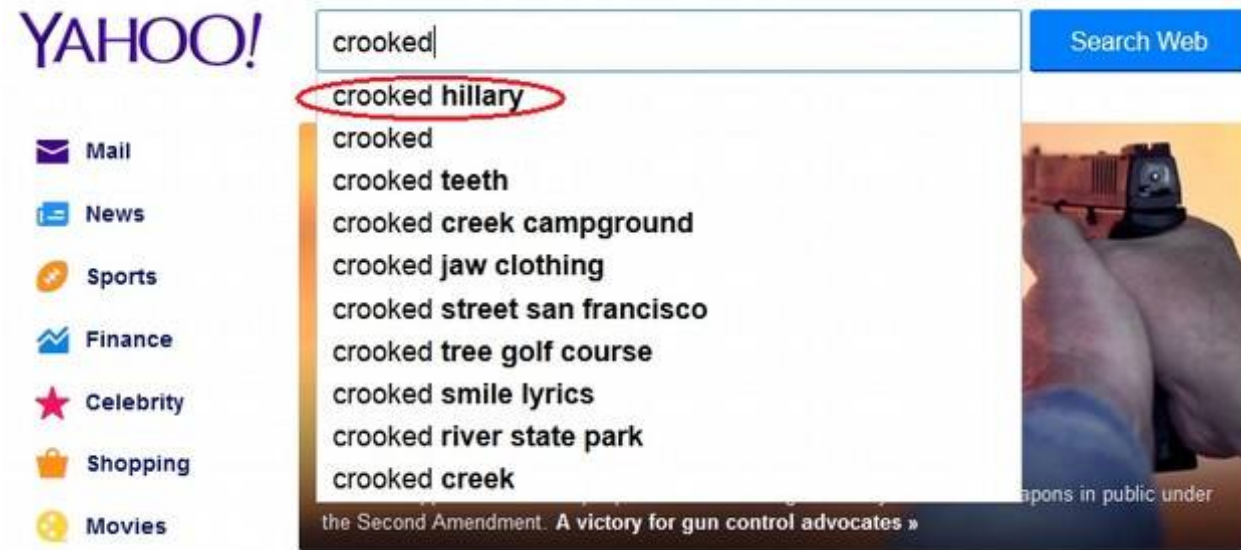 YAHOO!
crooked
Search Web
crooked hillary
crooked
crooked teeth
crooked creek campground
crooked jaw clothing
crooked street san francisco
crooked tree golf course
crooked smile lyrics
crooked river state park
crooked creek
Mail
News
Sports
Finance
Celebrity
Shopping
Movies
in public under
the Second Amendment. A victory for gun control advocates »